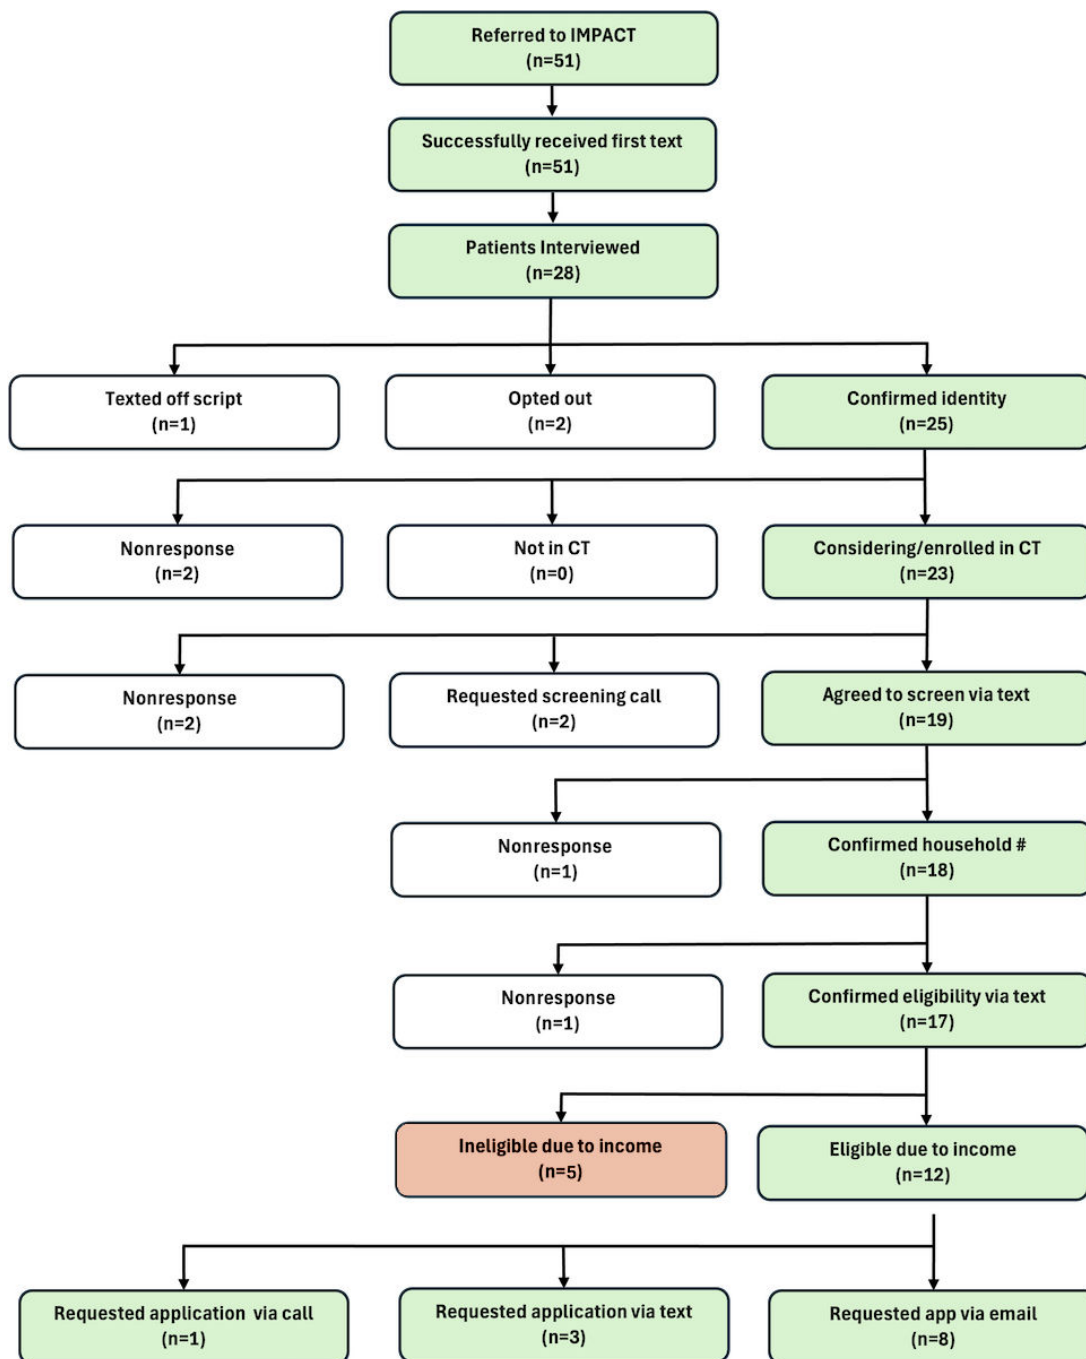 Referred to IMPACT
(n=51)
Successfully received first text
(n=51)
Patients Interviewed
(n=28)
Texted off script
(n=1)
Opted out
(n=2)
Confirmed identity
(n=25)
Nonresponse
(n=2)
Not in CT
(n=0)
Considering/enrolled in CT
(n=23)
Nonresponse
(n=2)
Requested screening call
(n=2)
Agreed to screen via text
(n=19)
Nonresponse
(n=1)
Confirmed household #
(n=18)
Nonresponse
(n=1)
Confirmed eligibility via text
(n=17)
Ineligible due to income
(n=5)
Eligible due to income
(n=12)
Requested application via call
(n=1)
Requested application via text
(n=3)
Requested app via email
(n=8)